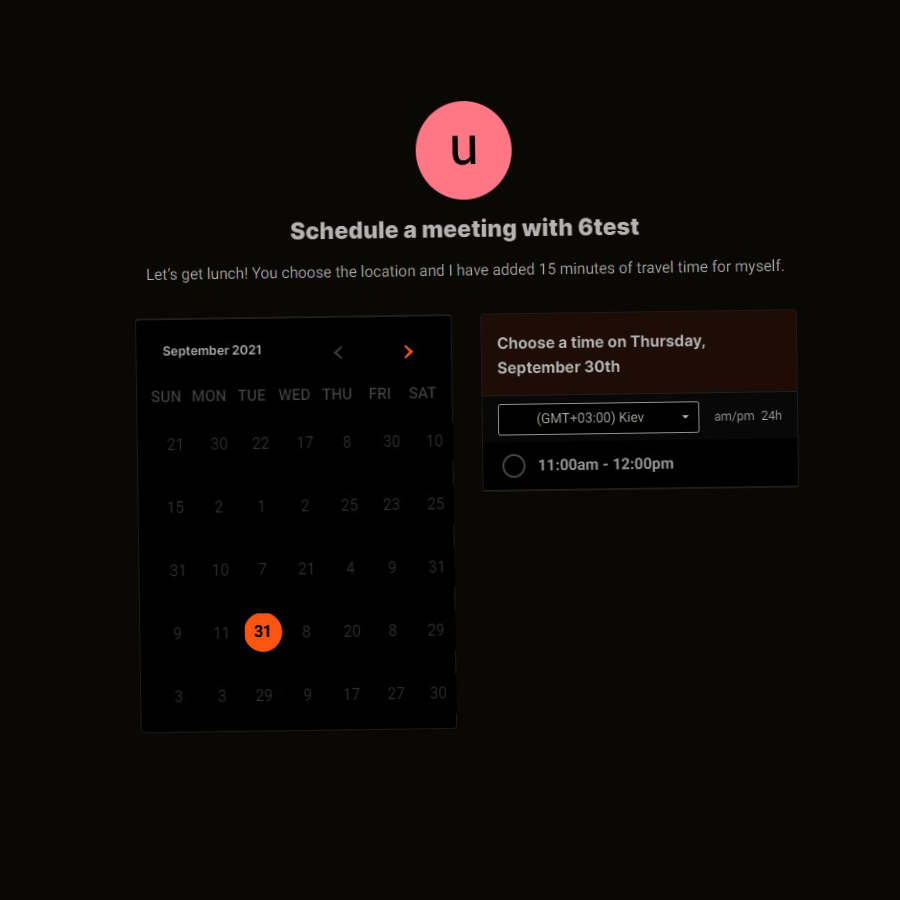 u
Schedule a meeting with 6test
Let's get lunch! You choose the location and I have added 15 minutes of travel time for myself.
September 2021
SUN MON TUE WED THU FRI SAT
21 30 22 17 8 30 10
15 2 1 2 25 23 25
31 10 7 21 4 9 31
9 11 31 8 20 8 29
3 3 29 9 17 27 30
Choose a time on Thursday,
September 30th
(GMT+03:00) Kiev am/pm 24h
11:00am - 12:00pm